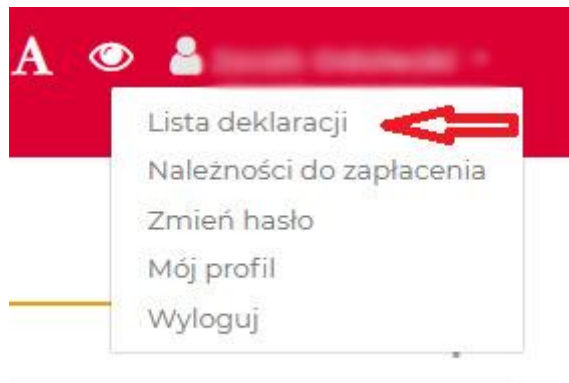 A
Lista deklaracji
Należności do zapłacenia
Zmień hasło
Mój profil
Wyloguj